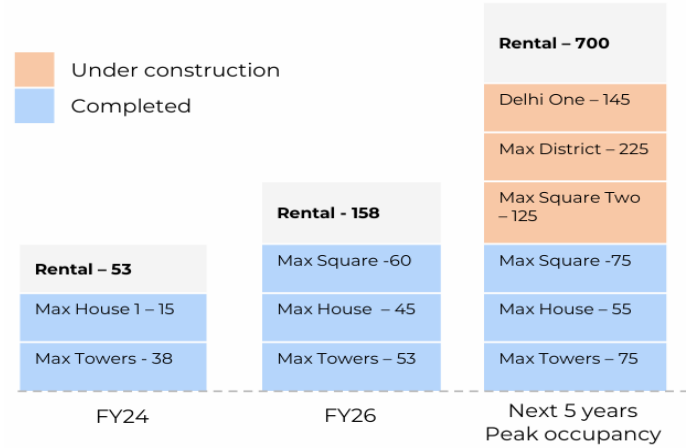 Under construction
Completed
Rental – 53
Max House 1 – 15
Max Towers - 38
FY24
Rental - 158
Max Square -60
Max House  – 45
Max Towers – 53
FY26
Rental – 700
Delhi One – 145
Max District – 225
Max Square Two
– 125
Max Square -75
Max House – 55
Max Towers – 75
Next 5 years
Peak occupancy